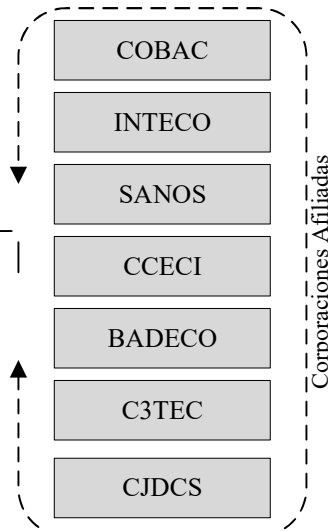 COBAC
INTECO
SANOS
CCECI
BADECO
C3TEC
CJDCS
Corporaciones Afiliadas